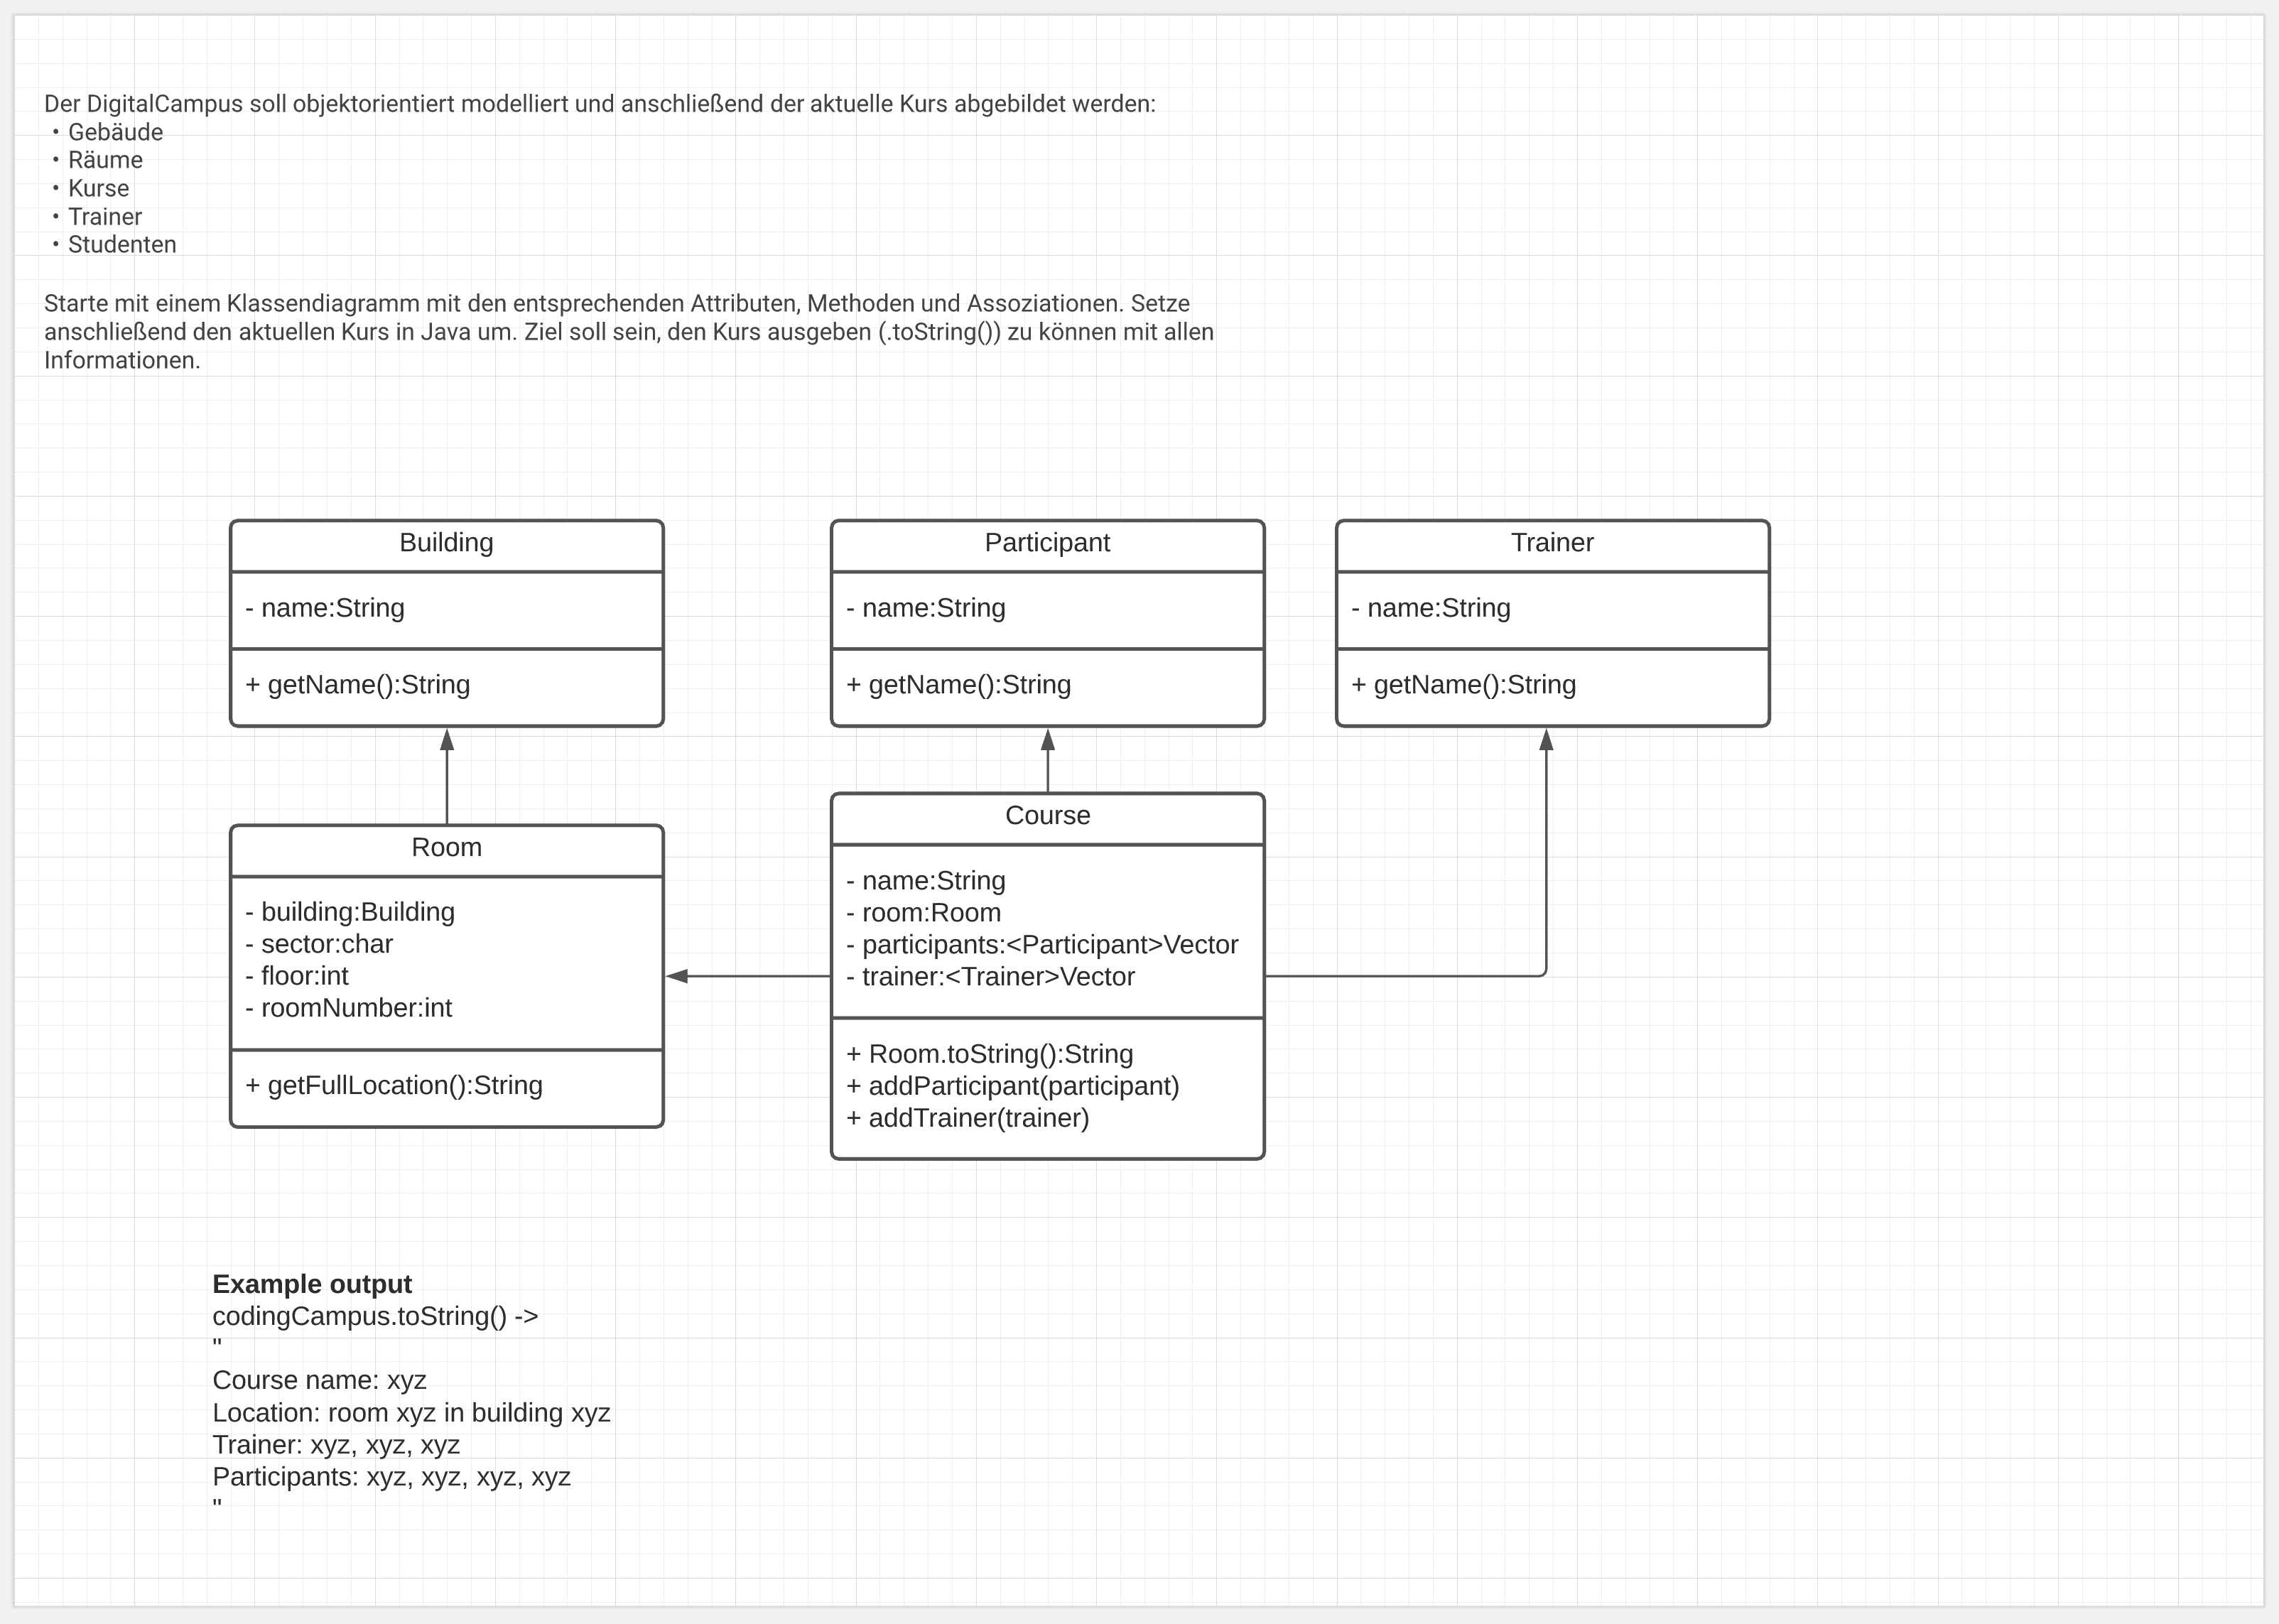 Der DigitalCampus soll objektorientiert modelliert und anschließend der aktuelle Kurs abgebildet werden:
• Gebäude
• Räume
• Kurse
• Trainer
• Studenten
Starte mit einem Klassendiagramm mit den entsprechenden Attributen, Methoden und Assoziationen. Setze
anschließend den aktuellen Kurs in Java um. Ziel soll sein, den Kurs ausgeben (.toString()) zu können mit allen
Informationen.
Building
- name:String
+ getName():String
Participant
- name:String
+ getName():String
Trainer
- name:String
+ getName():String
Room
- building:Building
- sector:char
- floor:int
- roomNumber:int
+ getFullLocation():String
Course
- name:String
- room:Room
- participants:<Participant>Vector
- trainer:<Trainer>Vector
+ Room.toString():String
+ addParticipant(participant)
+ addTrainer(trainer)
Example output
codingCampus.toString() ->
"
Course name: xyz
Location: room xyz in building xyz
Trainer: xyz, xyz, xyz
Participants: xyz, xyz, xyz, xyz
"